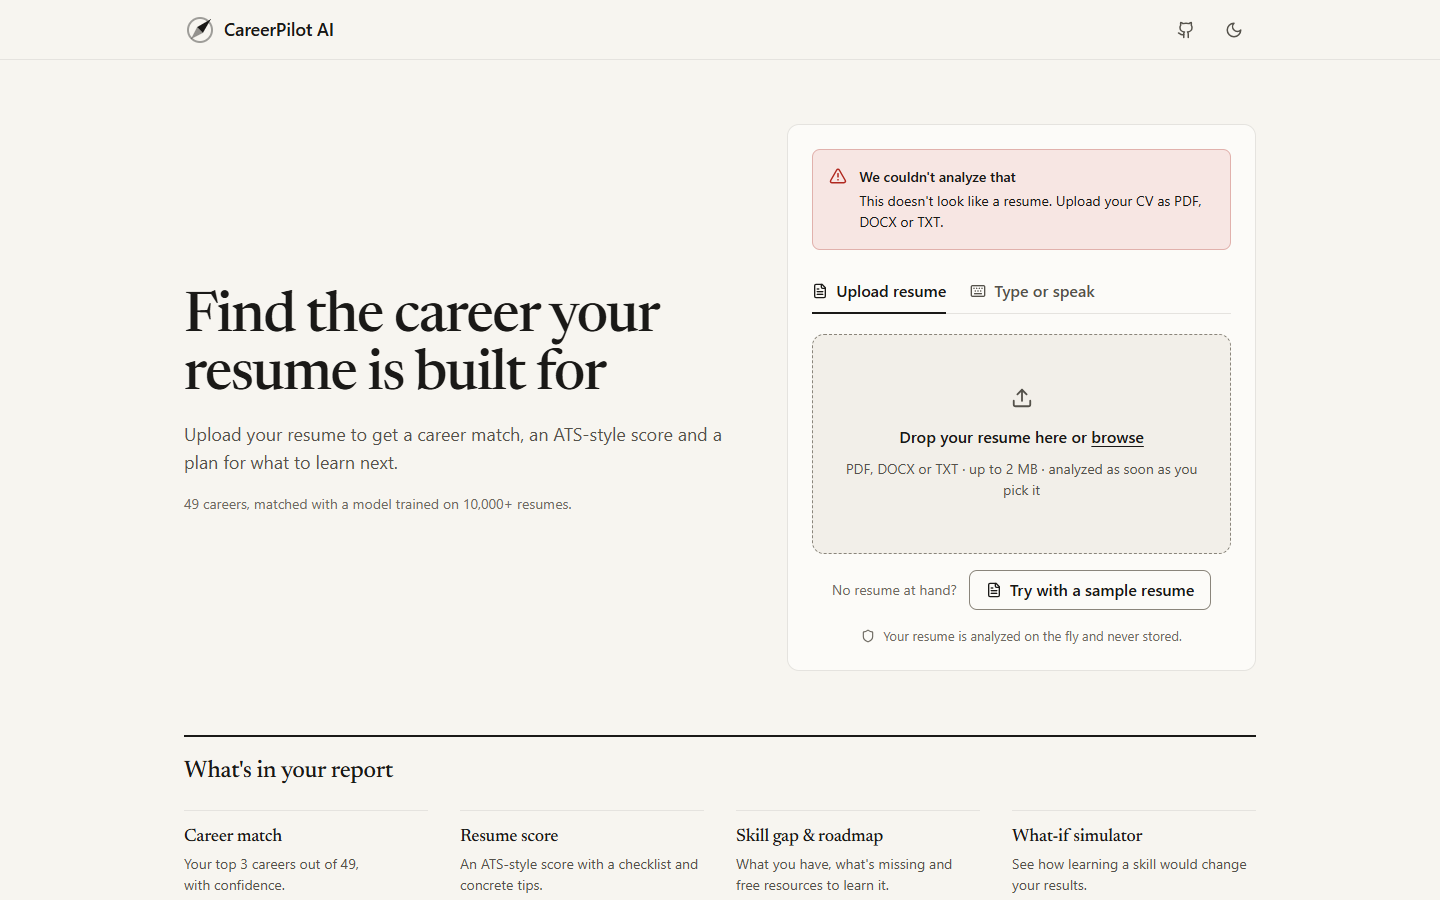 CareerPilot AI
Find the career your
resume is built for
Upload your resume to get a career match, an ATS-style score and a
plan for what to learn next.
49 careers, matched with a model trained on 10,000+ resumes.
We couldn't analyze that
This doesn't look like a resume. Upload your CV as PDF,
DOCX or TXT.
Upload resume
Type or speak
Drop your resume here or browse
PDF, DOCX or TXT · up to 2 MB · analyzed as soon as you
pick it
No resume at hand?
Try with a sample resume
Your resume is analyzed on the fly and never stored.
What's in your report
Career match
Your top 3 careers out of 49,
with confidence.
Resume score
An ATS-style score with a checklist and
concrete tips.
Skill gap & roadmap
What you have, what's missing and
free resources to learn it.
What-if simulator
See how learning a skill would change
your results.